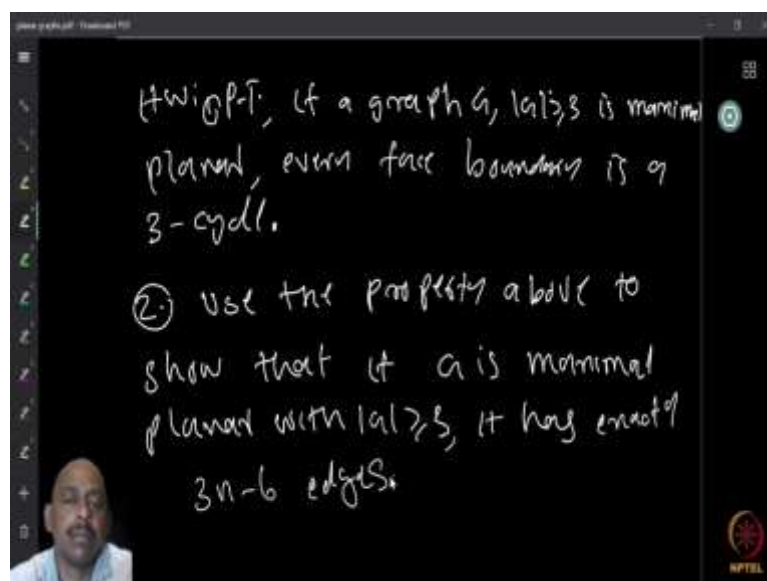 HW: ① P.T, if a graph G, |G|≥3 is maximal
planar, every face boundary is a
3-cycle.
② Use the property above to
show that if G is maximal
planar with |G|≥3, it has exactly
3n-6 edges.
NPTEL